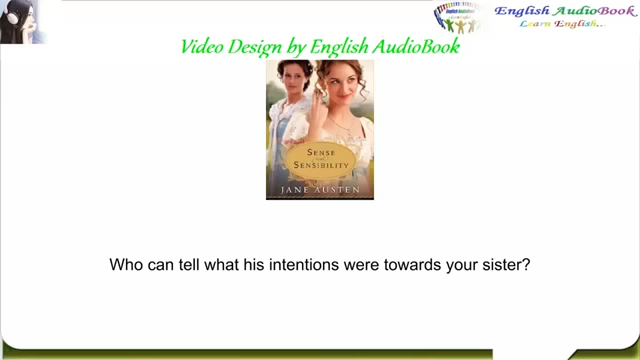 English AudioBook
Learn English...
Video Design by English AudioBook
SENSE
and
SENSIBILITY
JANE AUSTEN
Who can tell what his intentions were towards your sister?